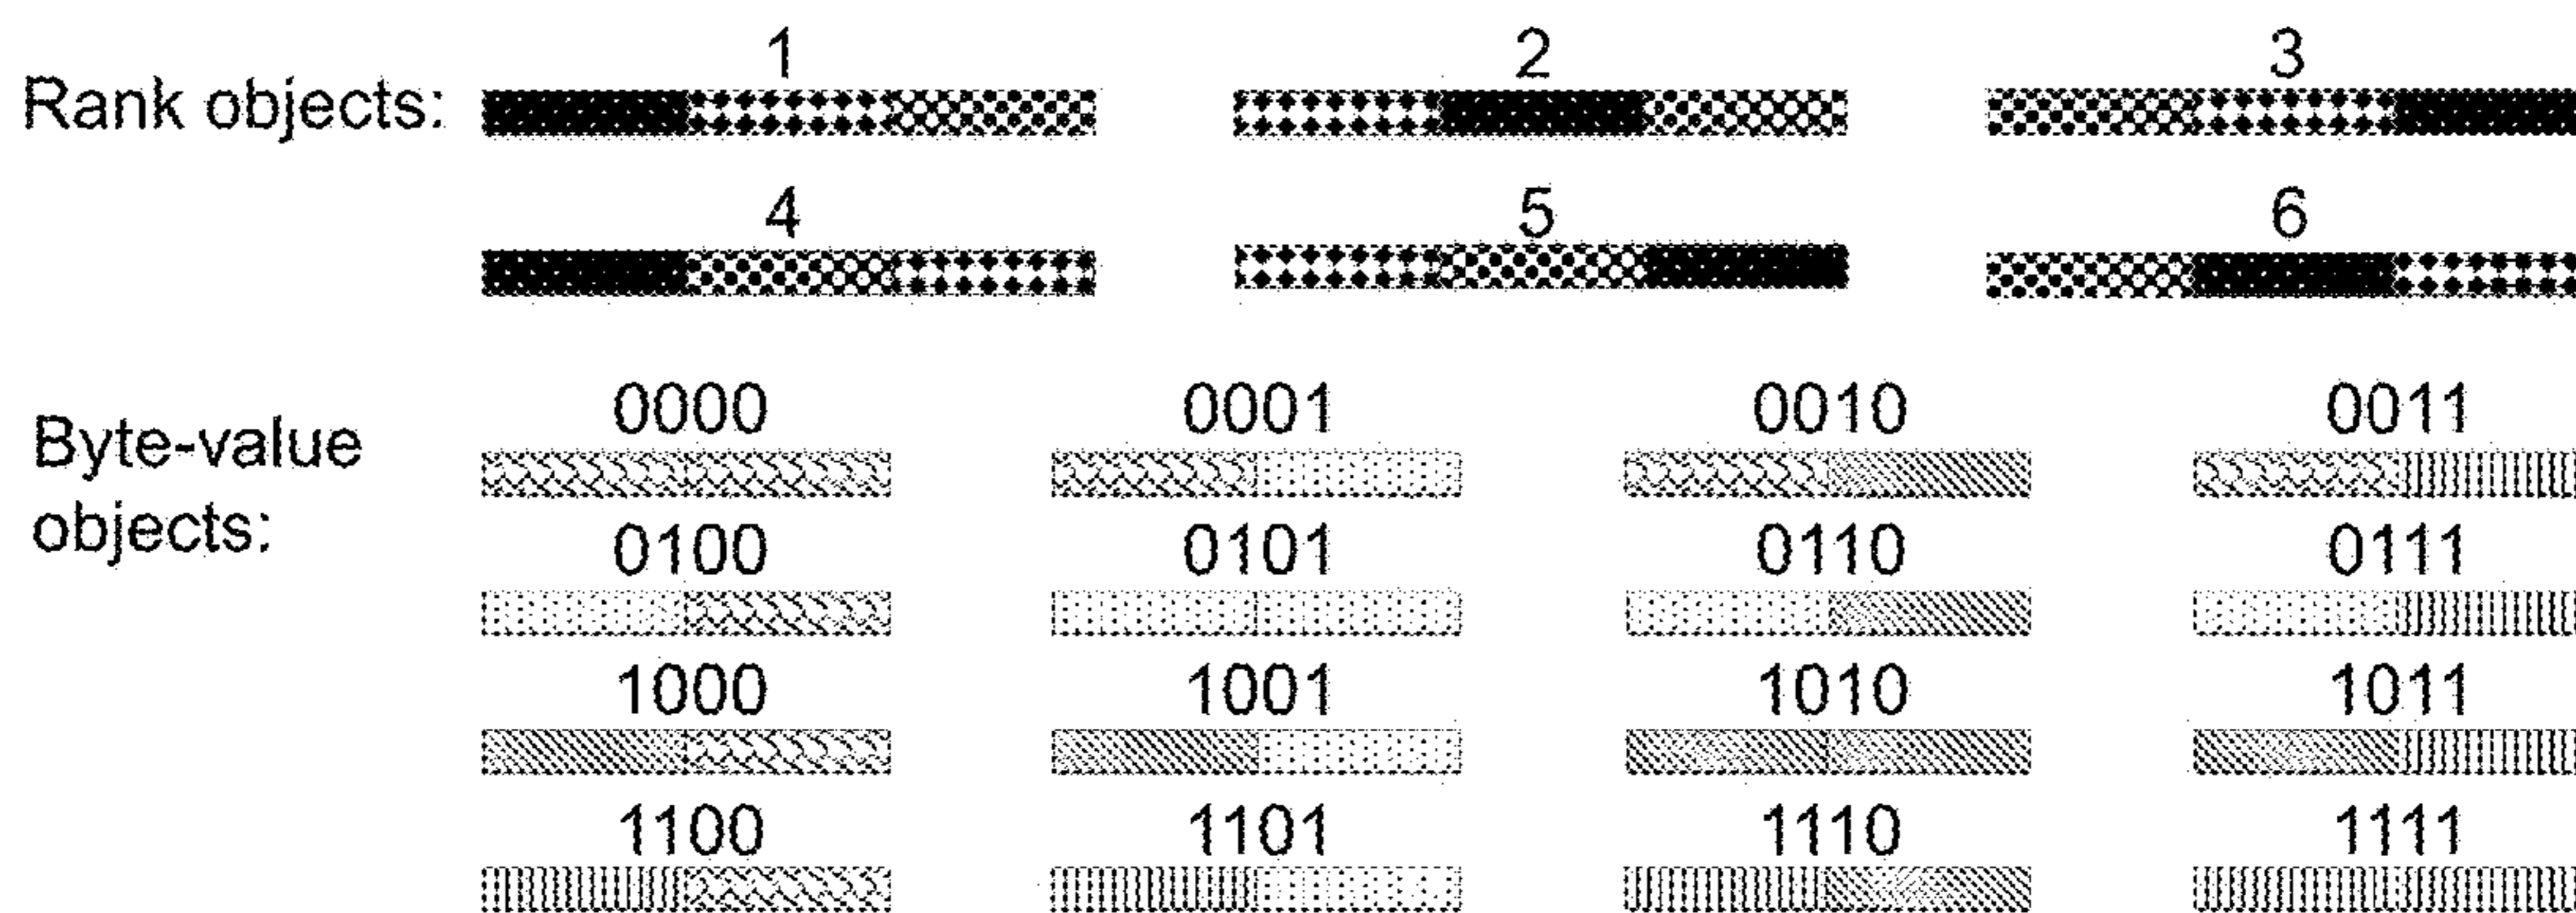 1 2 3
Rank objects:
4 5 6
0000 0001 0010 0011
Byte-value
objects:
0100 0101 0110 0111
1000 1001 1010 1011
1100 1101 1110 1111